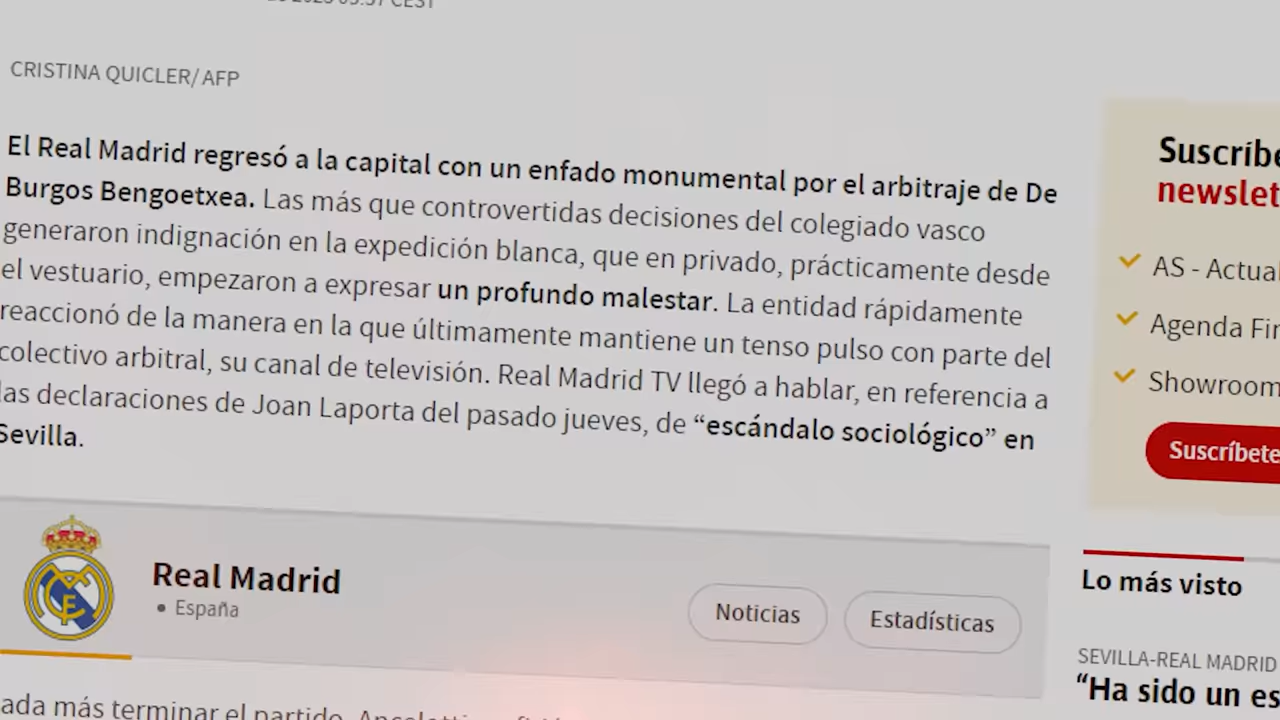 CRISTINA QUICLER/ AFP
El Real Madrid regresó a la capital con un enfado monumental por el arbitraje de De
Burgos Bengoetxea. Las más que controvertidas decisiones del colegiado vasco
generaron indignación en la expedición blanca, que en privado, prácticamente desde
el vestuario, empezaron a expresar un profundo malestar. La entidad rápidamente
reaccionó de la manera en la que últimamente mantiene un tenso pulso con parte del
colectivo arbitral, su canal de televisión. Real Madrid TV llegó a hablar, en referencia a
las declaraciones de Joan Laporta del pasado jueves, de “escándalo sociológico” en
Sevilla.
Real Madrid
• España
Noticias
Estadísticas
más terminar el partido,
Suscríbe
newslet
AS - Actual
Agenda Fin
Showroom
Suscríbete
Lo más visto
SEVILLA-REAL MADRID
“Ha sido un es